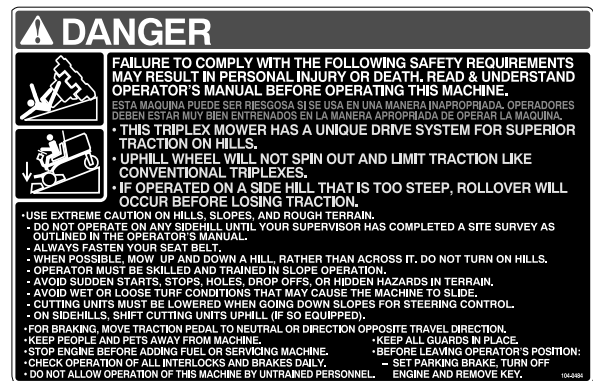 DANGER
FAILURE TO COMPLY WITH THE FOLLOWING SAFETY REQUIREMENTS
MAY RESULT IN PERSONAL INJURY OR DEATH. READ & UNDERSTAND
OPERATOR'S MANUAL BEFORE OPERATING THIS MACHINE.
ESTA MAQUINA PUEDE SER RIESGOSA SI SE USA EN UNA MANERA INAPROPRIADA. OPERADORES
DEBEN ESTAR MUY BIEN ENTRENADOS EN LA MANERA APROPRIADA DE OPERAR LA MAQUINA.
• THIS TRIPLEX MOWER HAS A UNIQUE DRIVE SYSTEM FOR SUPERIOR
TRACTION ON HILLS.
• UPHILL WHEEL WILL NOT SPIN OUT AND LIMIT TRACTION LIKE
CONVENTIONAL TRIPLEXES.
• IF OPERATED ON A SIDE HILL THAT IS TOO STEEP, ROLLOVER WILL
OCCUR BEFORE LOSING TRACTION.
•USE EXTREME CAUTION ON HILLS, SLOPES, AND ROUGH TERRAIN.
- DO NOT OPERATE ON ANY SIDEHILL UNTIL YOUR SUPERVISOR HAS COMPLETED A SITE SURVEY AS
OUTLINED IN THE OPERATOR'S MANUAL.
- ALWAYS FASTEN YOUR SEAT BELT.
- WHEN POSSIBLE, MOW UP AND DOWN A HILL, RATHER THAN ACROSS IT. DO NOT TURN ON HILLS.
- OPERATOR MUST BE SKILLED AND TRAINED IN SLOPE OPERATION.
- AVOID SUDDEN STARTS, STOPS, HOLES, DROP OFFS, OR HIDDEN HAZARDS IN TERRAIN.
- AVOID WET OR LOOSE TURF CONDITIONS THAT MAY CAUSE THE MACHINE TO SLIDE.
- CUTTING UNITS MUST BE LOWERED WHEN GOING DOWN SLOPES FOR STEERING CONTROL.
- ON SIDEHILLS, SHIFT CUTTING UNITS UPHILL (IF SO EQUIPPED).
•FOR BRAKING, MOVE TRACTION PEDAL TO NEUTRAL OR DIRECTION OPPOSITE TRAVEL DIRECTION.
•KEEP PEOPLE AND PETS AWAY FROM MACHINE.
•STOP ENGINE BEFORE ADDING FUEL OR SERVICING MACHINE.
•CHECK OPERATION OF ALL INTERLOCKS AND BRAKES DAILY.
• DO NOT ALLOW OPERATION OF THIS MACHINE BY UNTRAINED PERSONNEL.
•KEEP ALL GUARDS IN PLACE.
•BEFORE LEAVING OPERATOR'S POSITION:
– SET PARKING BRAKE, TURN OFF
ENGINE AND REMOVE KEY.
104-0484